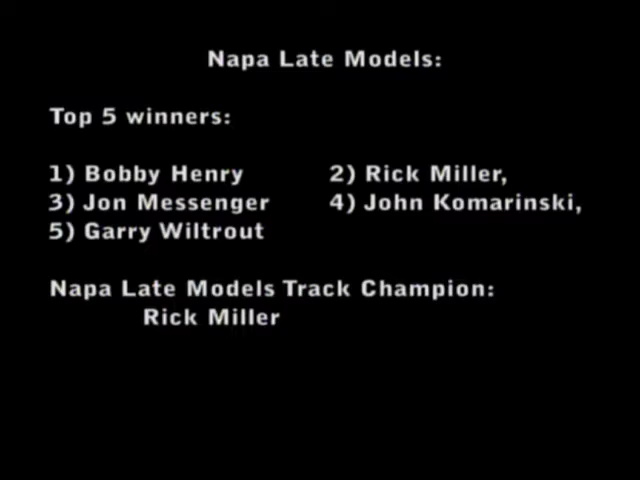 Napa Late Models:
Top 5 winners:
1) Bobby Henry 2) Rick Miller,
3) Jon Messenger 4) John Komarinski,
5) Garry Wiltrout
Napa Late Models Track Champion:
Rick Miller